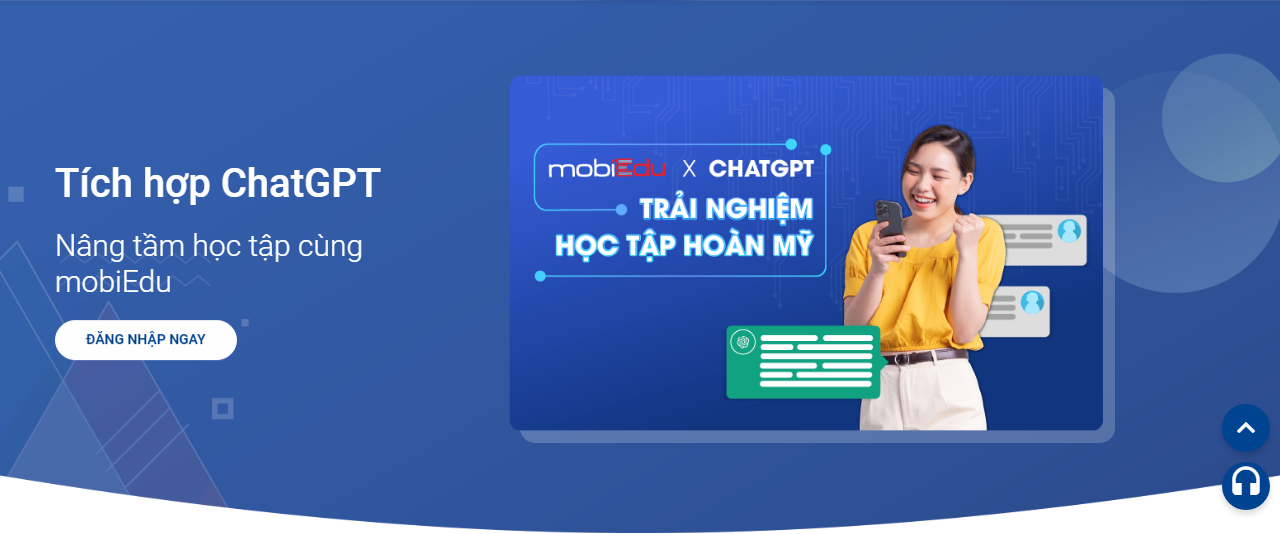 Tích hợp ChatGPT
Nâng tầm học tập cùng
mobiEdu
ĐĂNG NHẬP NGAY
mobiEdu X CHATGPT
TRẢI NGHIỆM
HỌC TẬP HOÀN MỸ